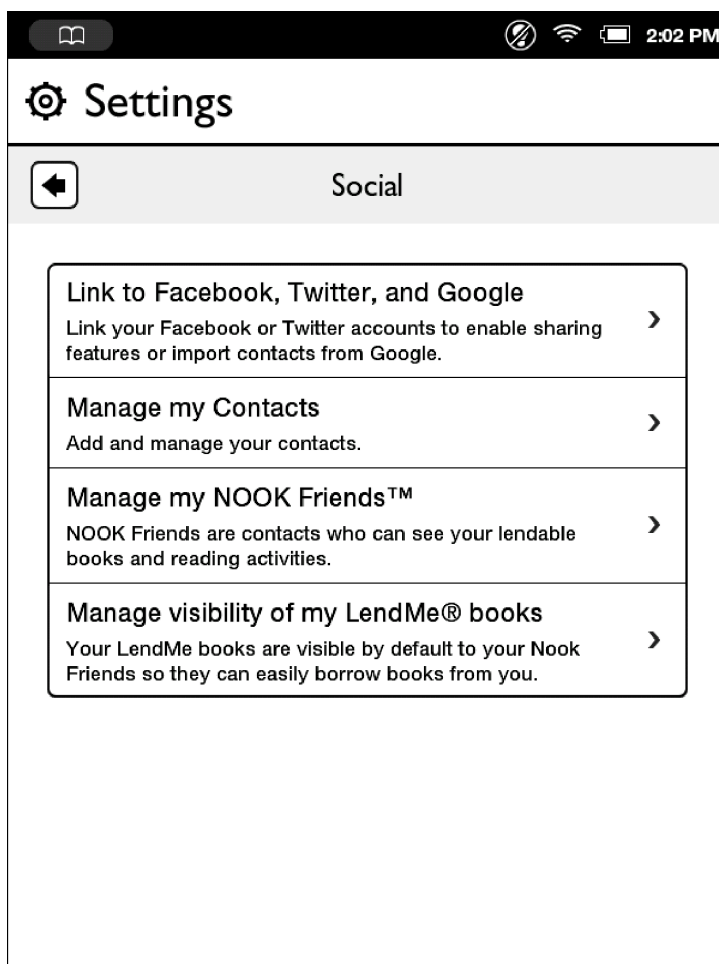 2:02 PM
Settings
Social
Link to Facebook, Twitter, and Google
Link your Facebook or Twitter accounts to enable sharing
features or import contacts from Google.
Manage my Contacts
Add and manage your contacts.
Manage my NOOK Friends™
NOOK Friends are contacts who can see your lendable
books and reading activities.
Manage visibility of my LendMe® books
Your LendMe books are visible by default to your Nook
Friends so they can easily borrow books from you.